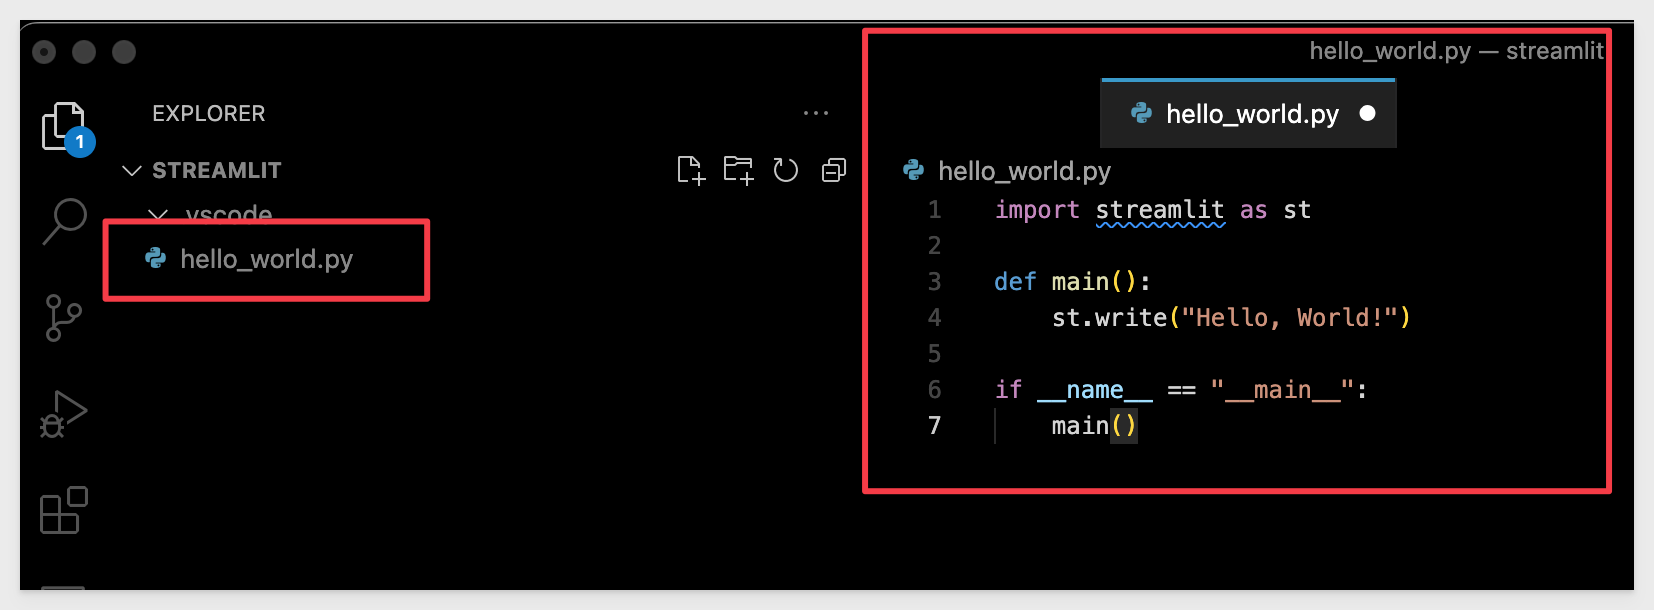 hello_world.py — streamlit
EXPLORER
hello_world.py
1
STREAMLIT
hello_world.py
.vscode
hello_world.py
1 import streamlit as st
2
3 def main():
4     st.write("Hello, World!")
5
6 if __name__ == "__main__":
7     main()